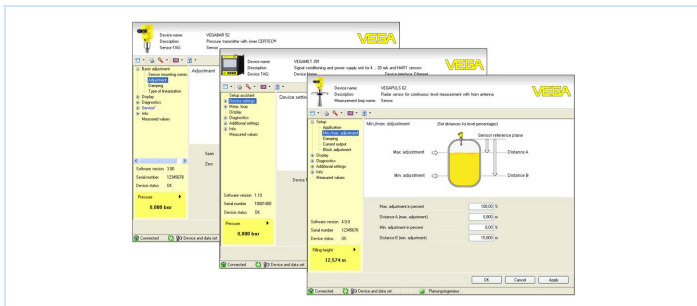 Device name: VEGABAR 52
Description: Pressure transmitter with inner CERTEC®
Sensor-TAG: Sensor
VEGA
Basic adjustment
Sensor mounting correc
Adjustment
Damping
Type of linearization
Display
Diagnostics
Service
Info
Measured values
Adjustment
Span
Zero
Software version 3.80
Serial number 12345678
Device status OK
Pressure
0,000 bar
Connected
Device and data set
Device name: VEGAMET 391
Description: Signal conditioning and power supply unit for 4 .. 20 mA and HART sensors
Device-TAG: Device Name
Device interface: Ethernet
VEGA
Setup assistant
Device settings
Meas. loop
Display
Diagnostics
Additional settings
Info
Measured values
Device settin
Device t
Software version 1.10
Serial number 10001460
Device status OK
Pressure
0,000 bar
Connected
Device and data set
Device name: VEGAPULS 62
Description: Radar sensor for continuous level measurement with horn antenna
Measurement loop name: Sensor
VEGA
Setup
Application
Min./max. adjustment
Damping
Current output
Block adjustment
Display
Diagnostics
Additional settings
Info
Measured values
Min./max. adjustment
(Set distances to level percentages)
Sensor reference plane
Max. adjustment
Distance A
Min. adjustment
Distance B
Max. adjustment in percent 100,00 %
Distance A (max. adjustment) 0,000 m
Min. adjustment in percent 0,00 %
Distance B (min. adjustment) 15,000 m
Software version 4.0.0
Serial number 12345678
Device status OK
Filling height
12,574 m
OK Cancel Apply
Connected
Device and data set
Planungsingenieur